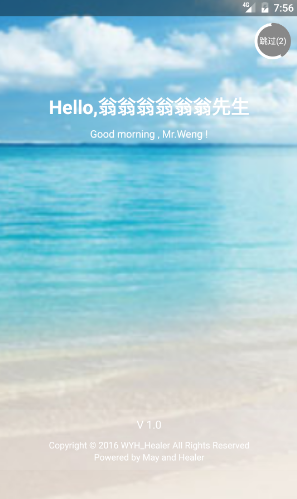 4G 7:56
跳过(2)
Hello,翁翁翁翁翁翁先生
Good morning , Mr.Weng !
V 1.0
Copyright © 2016 WYH_Healer All Rights Reserved.
Powered by May and Healer